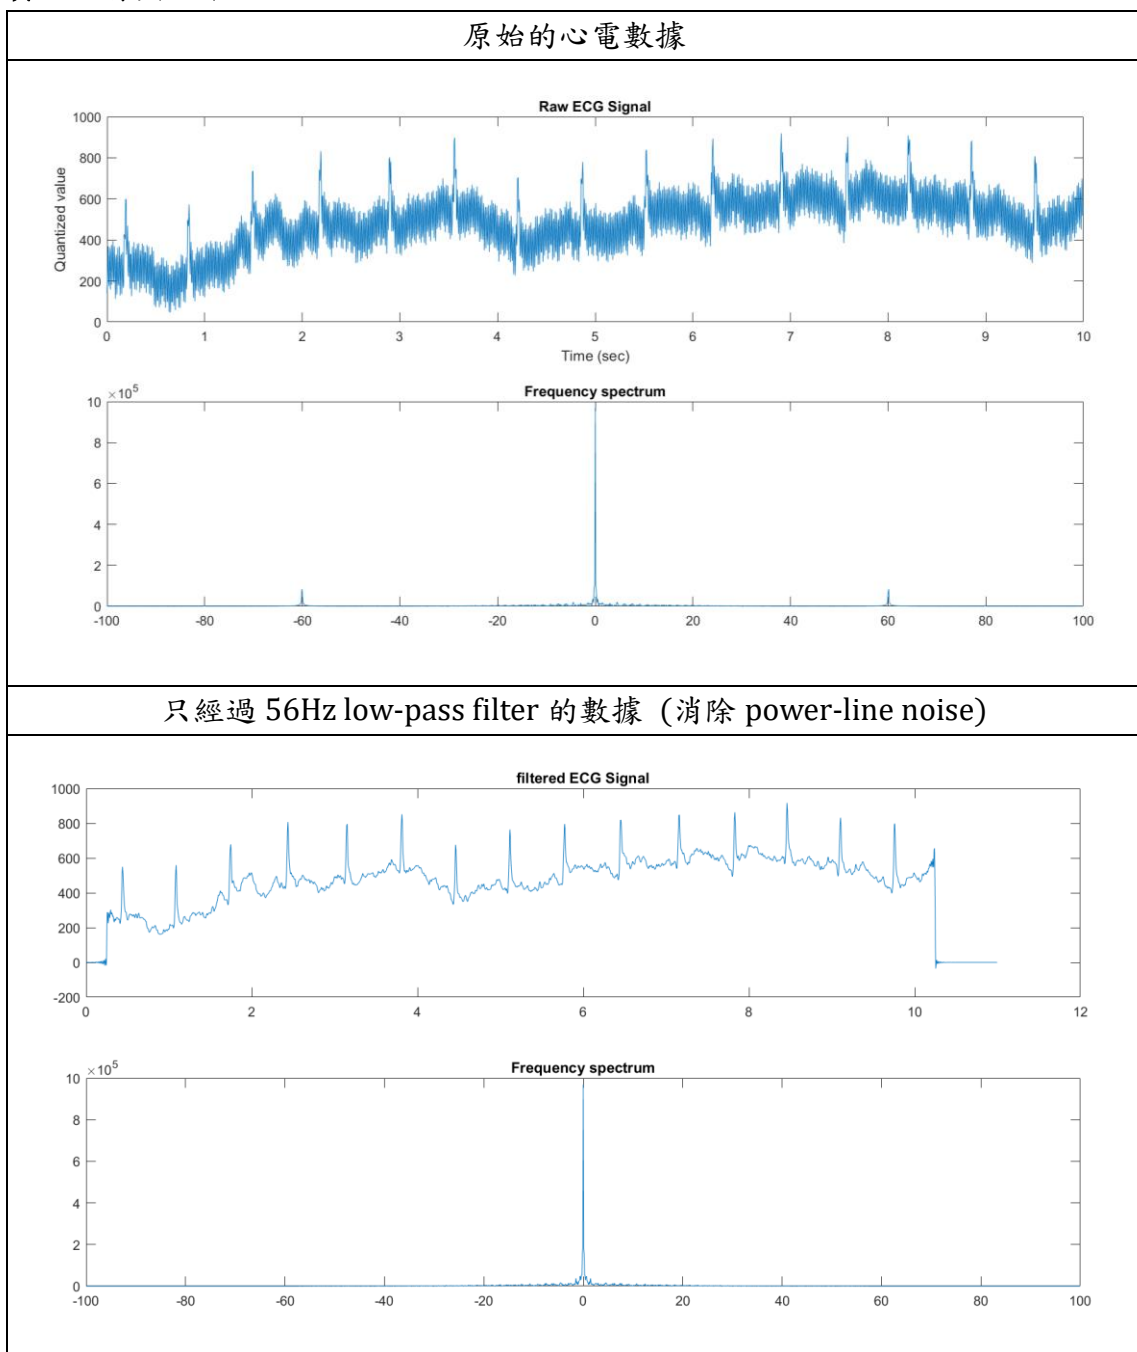 原始的心電數據
Raw ECG Signal
1000
800
600
400
200
0
Quantized value
0 1 2 3 4 5 6 7 8 9 10
Time (sec)
Frequency spectrum
×10⁵
10
8
6
4
2
0
-100 -80 -60 -40 -20 0 20 40 60 80 100
只經過 56Hz low-pass filter 的數據 (消除 power-line noise)
filtered ECG Signal
1000
800
600
400
200
0
-200
0 2 4 6 8 10 12
Frequency spectrum
×10⁵
10
8
6
4
2
0
-100 -80 -60 -40 -20 0 20 40 60 80 100